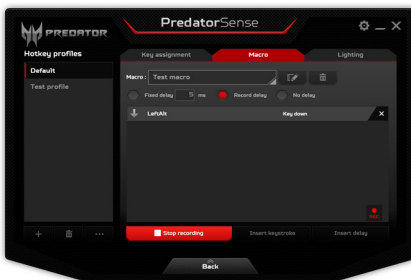 PREDATOR
PredatorSense
Hotkey profiles
Key assignment
Macro
Lighting
Default
Test profile
Macro :
Test macro
Fixed delay
5
ms
Record delay
No delay
LeftAlt
Key down
X
REC
Stop recording
Insert keystroke
Insert delay
Back